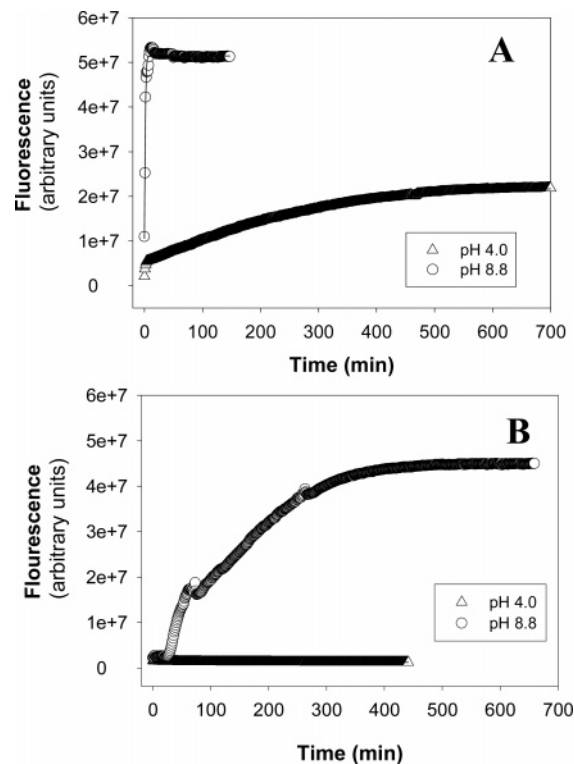 A
6e+7
5e+7
4e+7
3e+7
2e+7
1e+7
0
Fluorescence
(arbitrary units)
pH 4.0
pH 8.8
0 100 200 300 400 500 600 700
Time (min)
B
6e+7
5e+7
4e+7
3e+7
2e+7
1e+7
0
Flourescence
(arbitrary units)
pH 4.0
pH 8.8
0 100 200 300 400 500 600 700
Time (min)